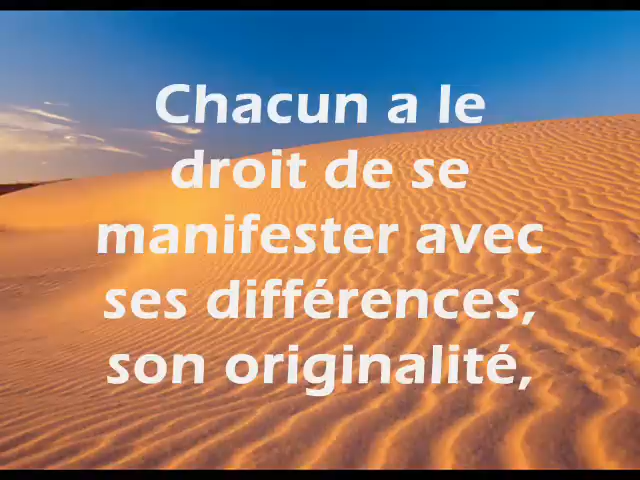 Chacun a le
droit de se
manifester avec
ses différences,
son originalité,